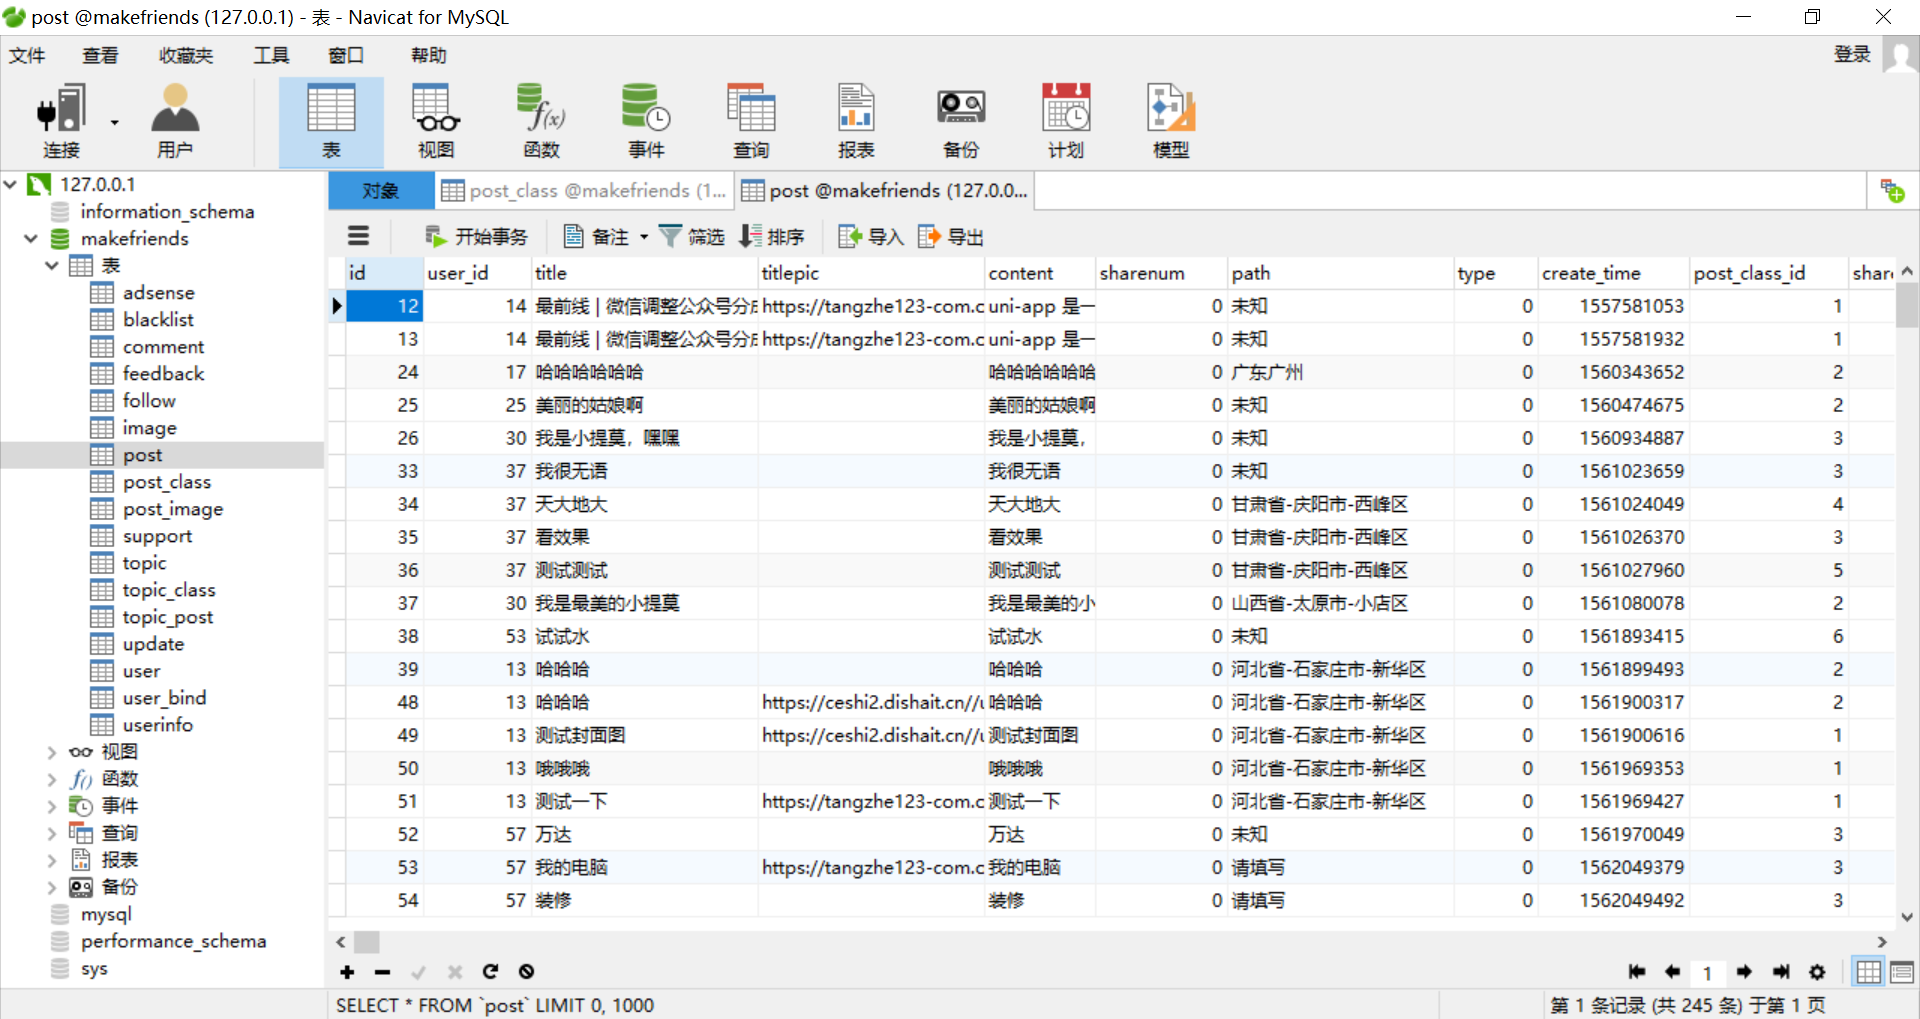 post @makefriends (127.0.0.1) - 表 - Navicat for MySQL
文件 查看 收藏夹 工具 窗口 帮助 登录
连接 用户 表 视图 函数 事件 查询 报表 备份 计划 模型
127.0.0.1
information_schema
makefriends
表
adsense
blacklist
comment
feedback
follow
image
post
post_class
post_image
support
topic
topic_class
topic_post
update
user
user_bind
userinfo
视图
函数
事件
查询
报表
备份
mysql
performance_schema
sys
对象 post_class @makefriends (1... post @makefriends (127.0.0...
开始事务 备注 筛选 排序 导入 导出
id user_id title titlepic content sharenum path type create_time post_class_id shar
12 14 最前线 | 微信调整公众号分 https://tangzhe123-com.c uni-app 是一 0 未知 0 1557581053 1
13 14 最前线 | 微信调整公众号分 https://tangzhe123-com.c uni-app 是一 0 未知 0 1557581932 1
24 17 哈哈哈哈哈哈 哈哈哈哈哈哈 0 广东广州 0 1560343652 2
25 25 美丽的姑娘啊 美丽的姑娘啊 0 未知 0 1560474675 2
26 30 我是小提莫，嘿嘿 我是小提莫， 0 未知 0 1560934887 3
33 37 我很无语 我很无语 0 未知 0 1561023659 3
34 37 天大地大 天大地大 0 甘肃省-庆阳市-西峰区 0 1561024049 4
35 37 看效果 看效果 0 甘肃省-庆阳市-西峰区 0 1561026370 3
36 37 测试测试 测试测试 0 甘肃省-庆阳市-西峰区 0 1561027960 5
37 30 我是最美的小提莫 我是最美的小 0 山西省-太原市-小店区 0 1561080078 2
38 53 试试水 试试水 0 未知 0 1561893415 6
39 13 哈哈哈 哈哈哈 0 河北省-石家庄市-新华区 0 1561899493 2
48 13 哈哈哈 https://ceshi2.dishait.cn//u 哈哈哈 0 河北省-石家庄市-新华区 0 1561900317 2
49 13 测试封面图 https://ceshi2.dishait.cn//u 测试封面图 0 河北省-石家庄市-新华区 0 1561900616 1
50 13 哦哦哦 哦哦哦 0 河北省-石家庄市-新华区 0 1561969353 1
51 13 测试一下 https://tangzhe123-com.c 测试一下 0 河北省-石家庄市-新华区 0 1561969427 1
52 57 万达 万达 0 未知 0 1561970049 3
53 57 我的电脑 https://tangzhe123-com.c 我的电脑 0 请填写 0 1562049379 3
54 57 装修 装修 0 请填写 0 1562049492 3
1
SELECT * FROM `post` LIMIT 0, 1000 第 1 条记录 (共 245 条) 于第 1 页